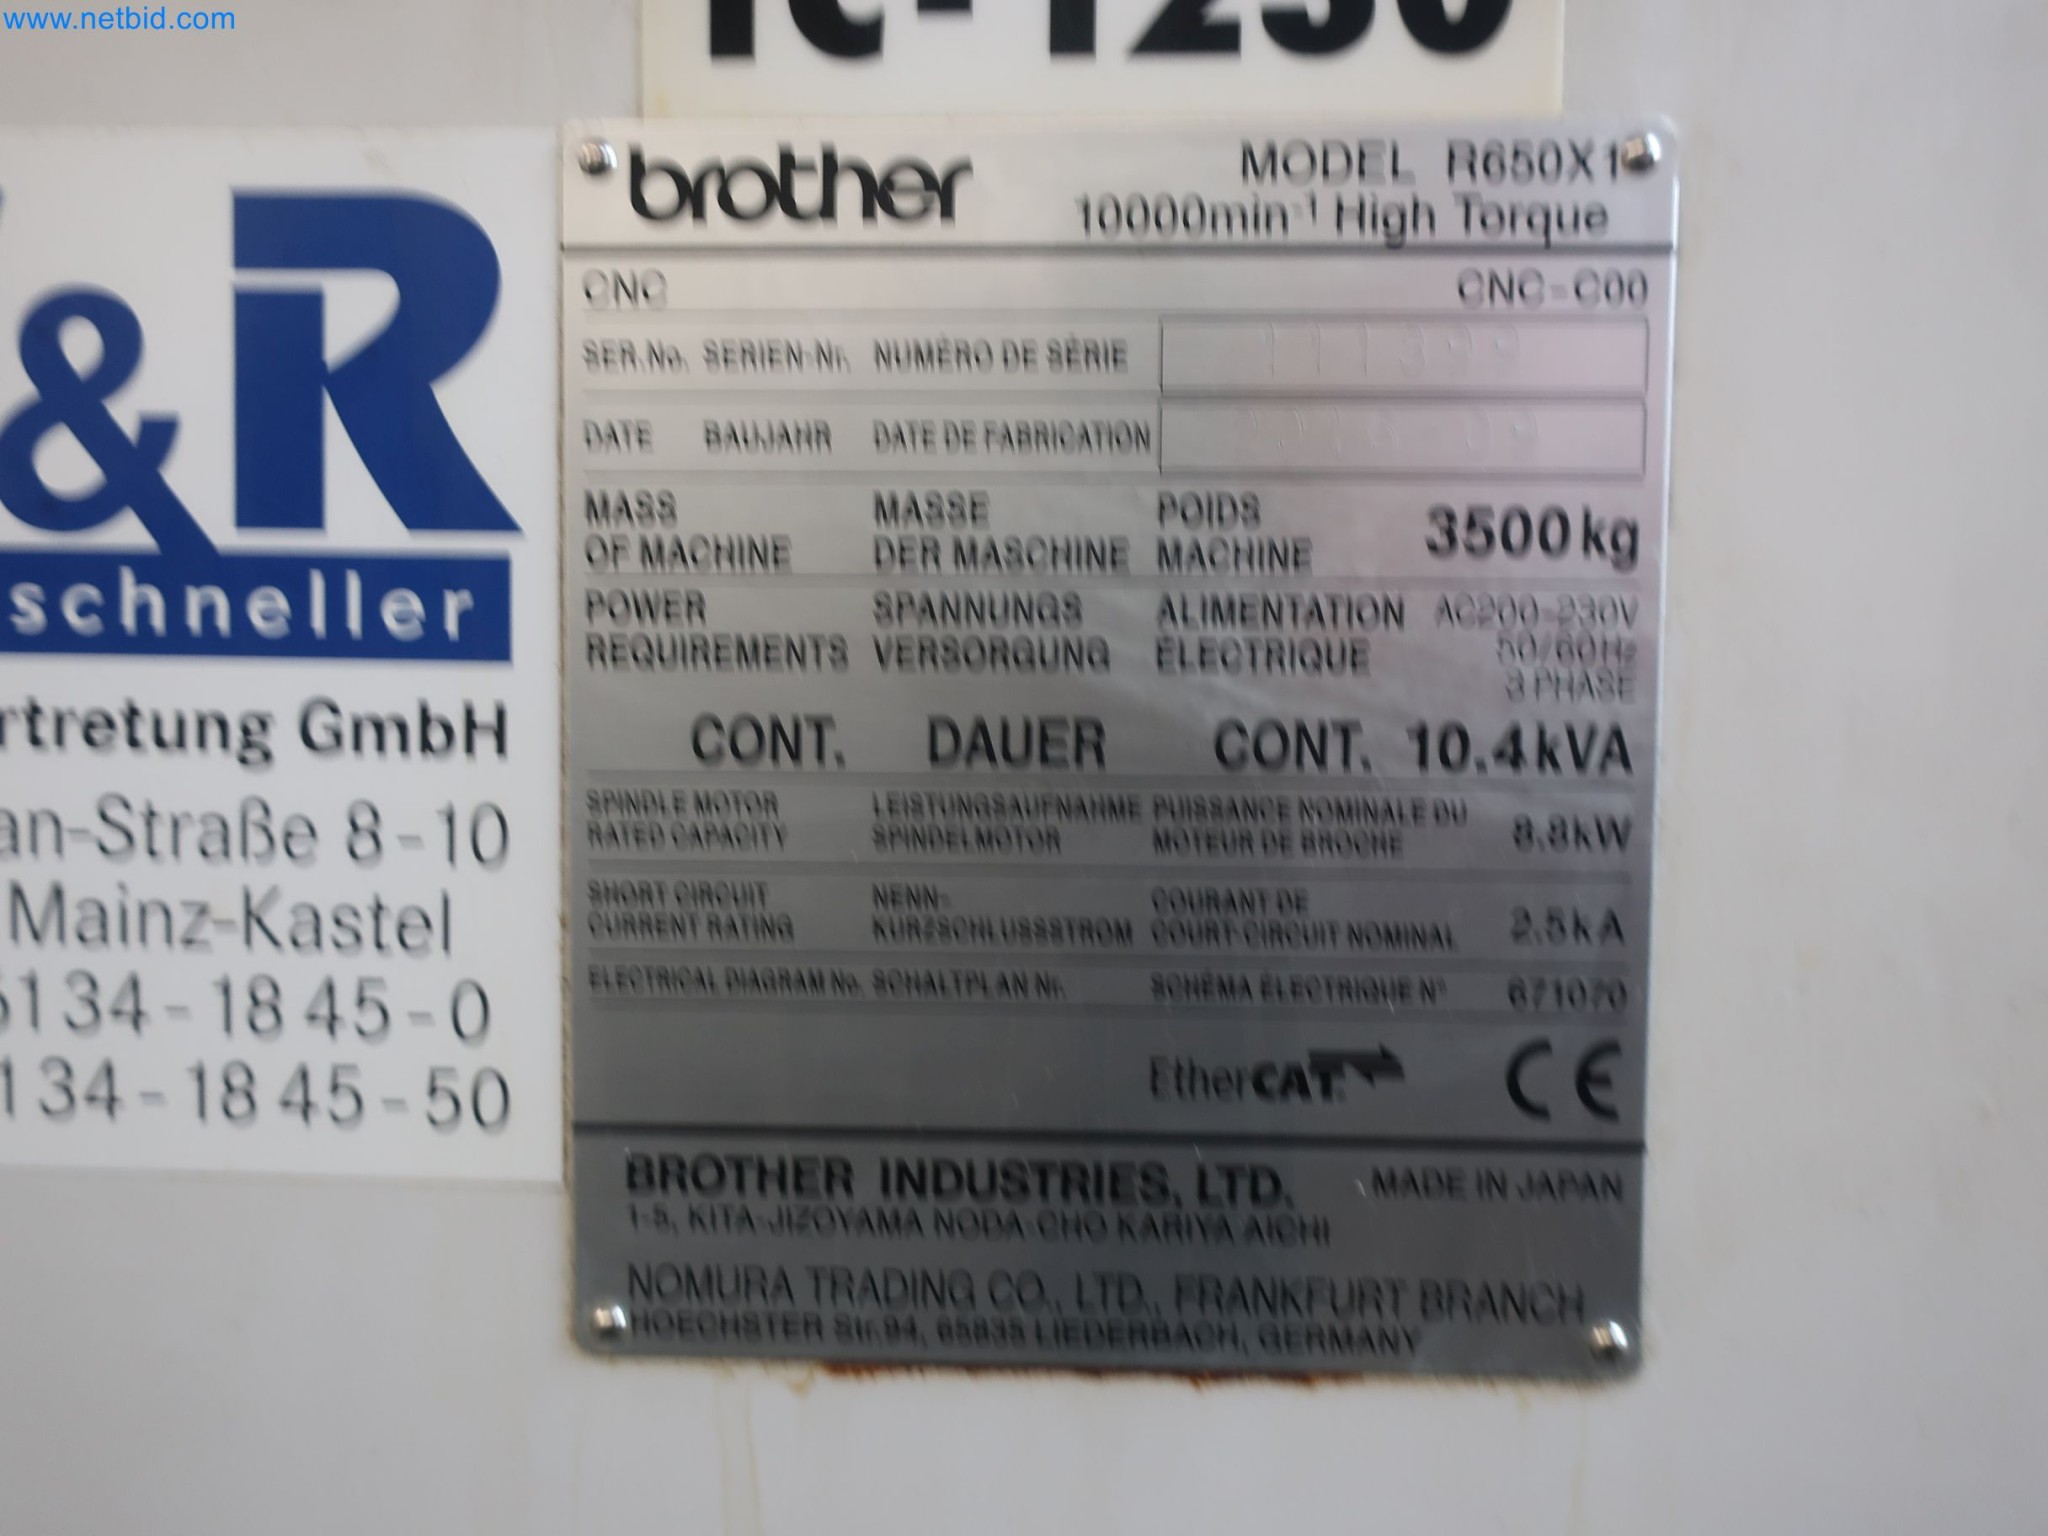 www.netbid.com
TC-1230
brother MODEL R650X1
10000min-1 High Torque
CNC CNC-C00
SER.No. SERIEN-Nr. NUMÉRO DE SÉRIE 111399
DATE BAUJAHR DATE DE FABRICATION
MASS MASSE POIDS 3500kg
OF MACHINE DER MASCHINE MACHINE
POWER SPANNUNGS ALIMENTATION AC200-230V
REQUIREMENTS VERSORGUNG ÉLECTRIQUE 50/60Hz
3 PHASE
CONT. DAUER CONT. 10.4kVA
SPINDLE MOTOR LEISTUNGSAUFNAHME PUISSANCE NOMINALE DU 8.8kW
RATED CAPACITY SPINDELMOTOR MOTEUR DE BROCHE
SHORT CIRCUIT NENN- COURANT DE 2.5kA
CURRENT RATING KURZSCHLUSSSTROM COURT-CIRCUIT NOMINAL
ELECTRICAL DIAGRAM No. SCHALTPLAN Nr. SCHÉMA ÉLECTRIQUE N° 671070
EtherCAT. CE
BROTHER INDUSTRIES, LTD. MADE IN JAPAN
1-5, KITA-JIZOYAMA NODA-CHO KARIYA AICHI
NOMURA TRADING CO., LTD., FRANKFURT BRANCH
HOECHSTER Str.94, 65835 LIEDERBACH, GERMANY
&R
schneller
rtretung GmbH
an-Straße 8-10
Mainz-Kastel
6134-18 45-0
134-18 45-50